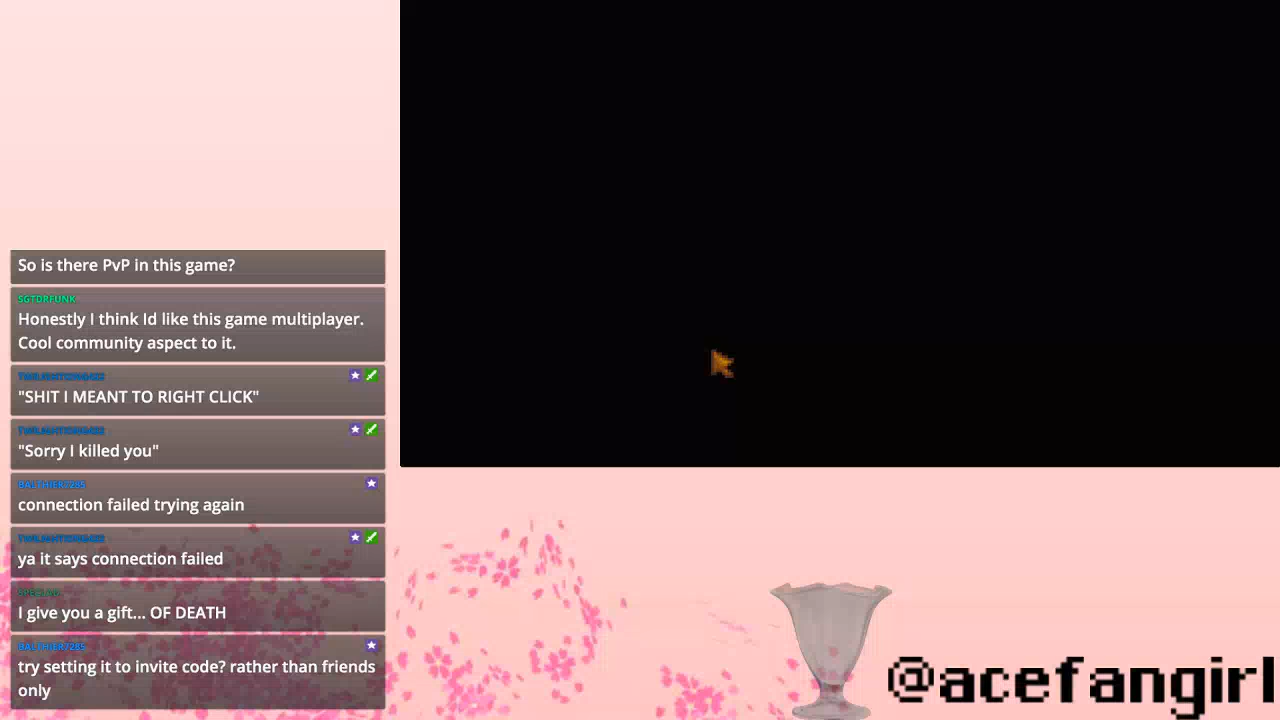 So is there PvP in this game?
SGTDRFUNK
Honestly I think Id like this game multiplayer.
Cool community aspect to it.
"SHIT I MEANT TO RIGHT CLICK"
"Sorry I killed you"
BALTHIER7285
connection failed trying again
ya it says connection failed
I give you a gift... OF DEATH
BALTHIER7285
try setting it to invite code? rather than friends
only
@acefangirl